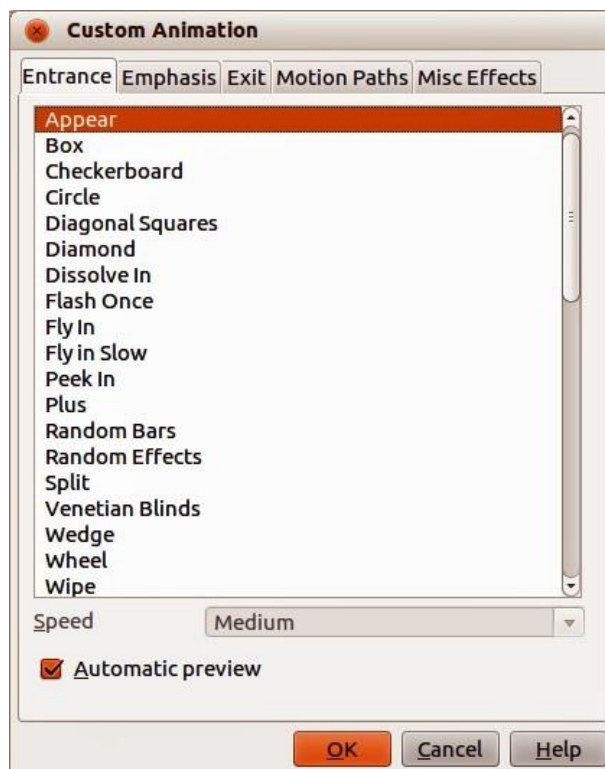 Custom Animation
Entrance Emphasis Exit Motion Paths Misc Effects
Appear
Box
Checkerboard
Circle
Diagonal Squares
Diamond
Dissolve In
Flash Once
Fly In
Fly in Slow
Peek In
Plus
Random Bars
Random Effects
Split
Venetian Blinds
Wedge
Wheel
Wipe
Speed Medium
Automatic preview
OK Cancel Help